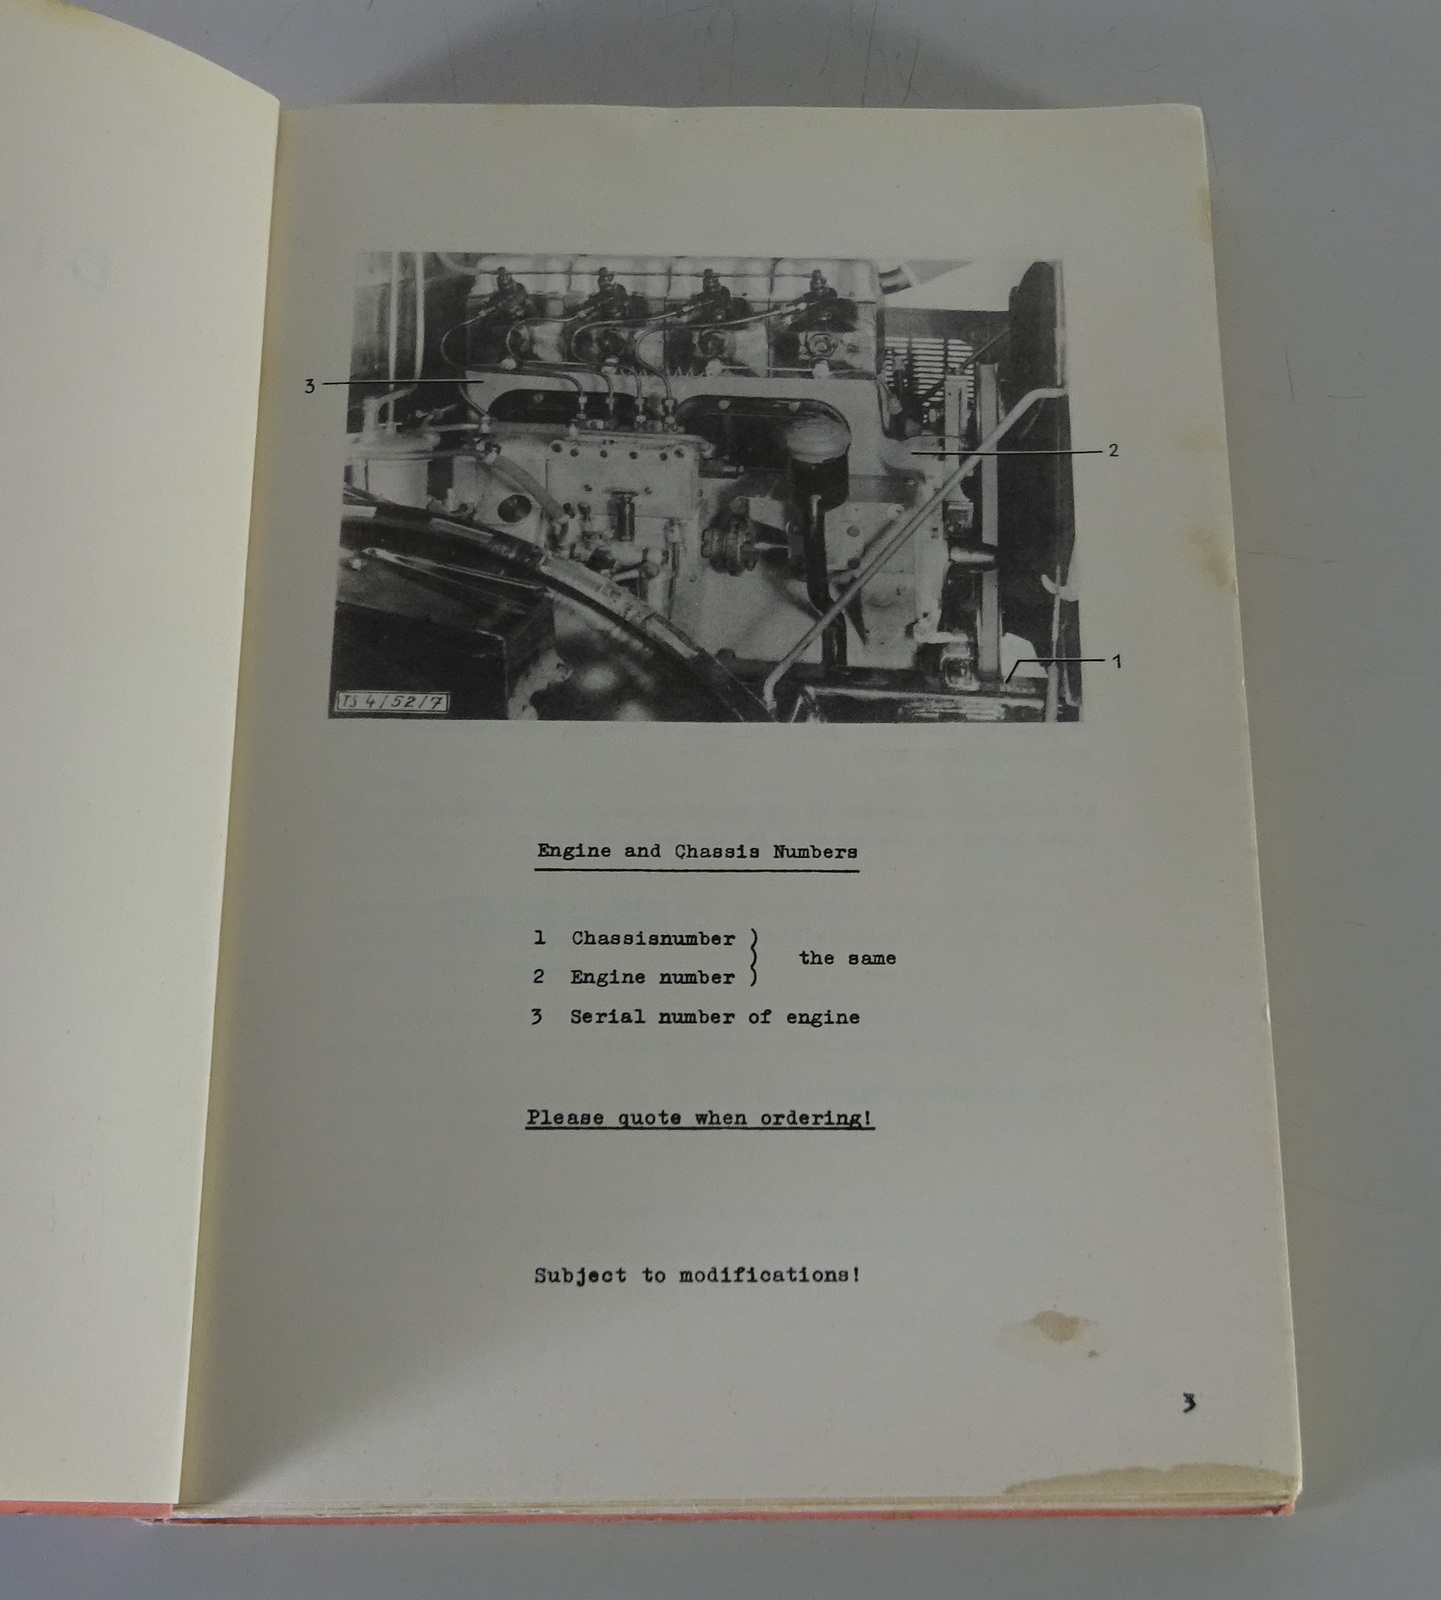 3
2
1
TS 4/52/7
Engine and Chassis Numbers
1 Chassisnumber )
) the same
2 Engine number )
3 Serial number of engine
Please quote when ordering!
Subject to modifications!
3